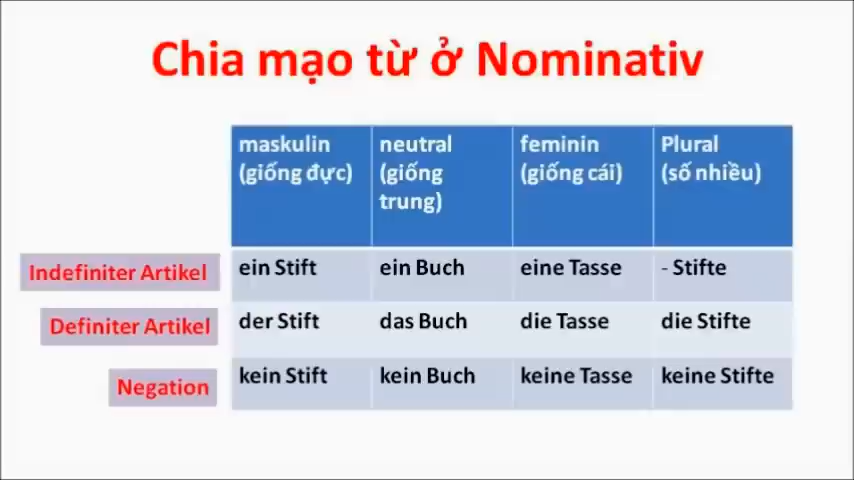 Chia mạo từ ở Nominativ
maskulin
(giống đực)
neutral
(giống
trung)
feminin
(giống cái)
Plural
(số nhiều)
Indefiniter Artikel
ein Stift
ein Buch
eine Tasse
- Stifte
Definiter Artikel
der Stift
das Buch
die Tasse
die Stifte
Negation
kein Stift
kein Buch
keine Tasse
keine Stifte